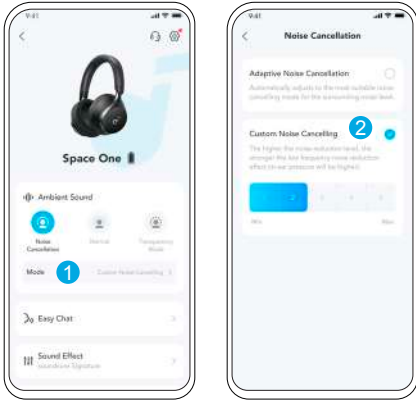 9:41
Space One
Ambient Sound
Noise
Cancellation
Normal
Transparency
Mode
Mode
1
Custom Noise Cancelling
Easy Chat
Sound Effect
soundcore Signature
9:41
Noise Cancellation
Adaptive Noise Cancellation
Automatically adjusts to the most suitable noise
cancelling mode for the surrounding noise level.
Custom Noise Cancelling
2
The higher the noise reduction level, the
stronger the low frequency noise reduction
effect (in-ear pressure will be higher).
2 3 4 5
Min Max